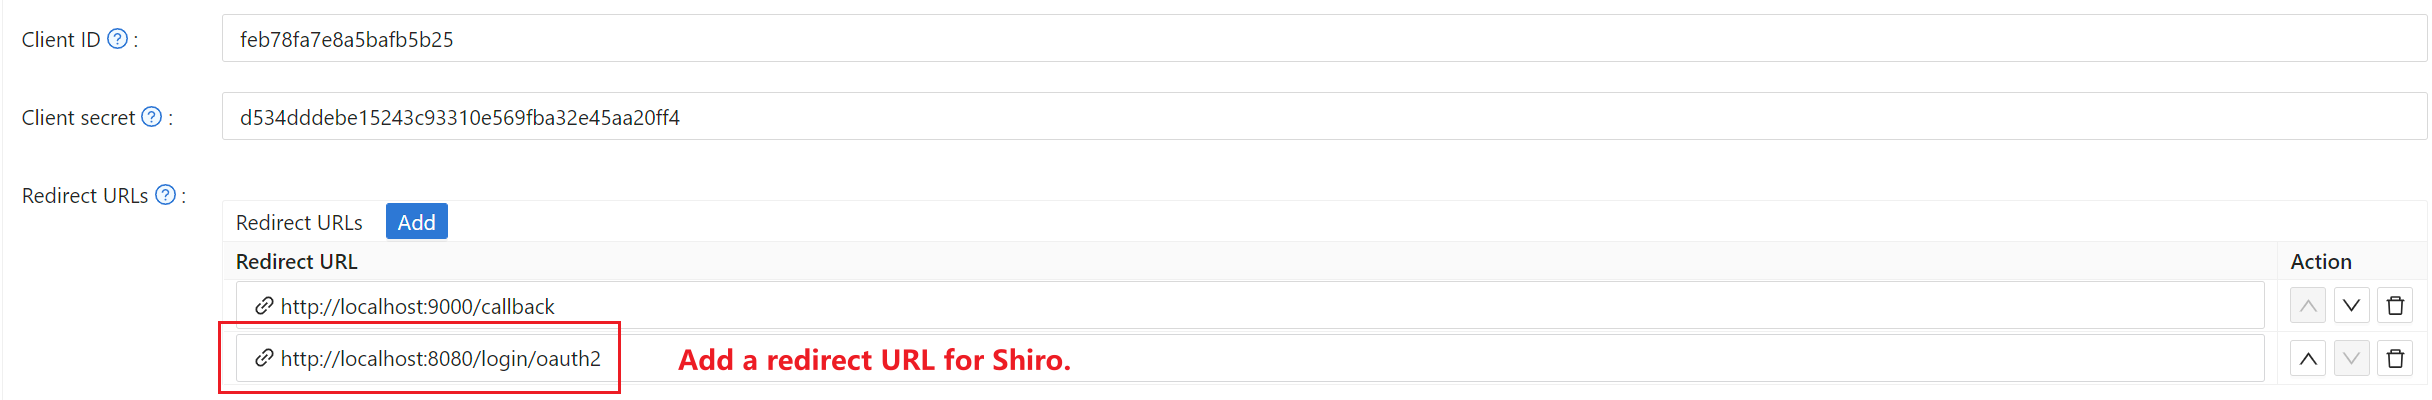 Client ID ? :
feb78fa7e8a5bafb5b25
Client secret ? :
d534dddebe15243c93310e569fba32e45aa20ff4
Redirect URLs ? :
Redirect URLs Add
Redirect URL Action
http://localhost:9000/callback
http://localhost:8080/login/oauth2 Add a redirect URL for Shiro.